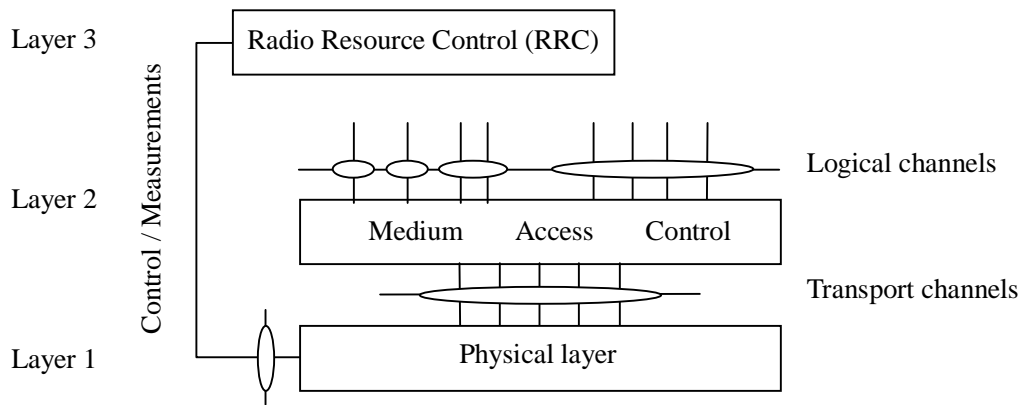 Layer 3
Radio Resource Control (RRC)
Control / Measurements
Logical channels
Layer 2
Medium Access Control
Transport channels
Layer 1
Physical layer